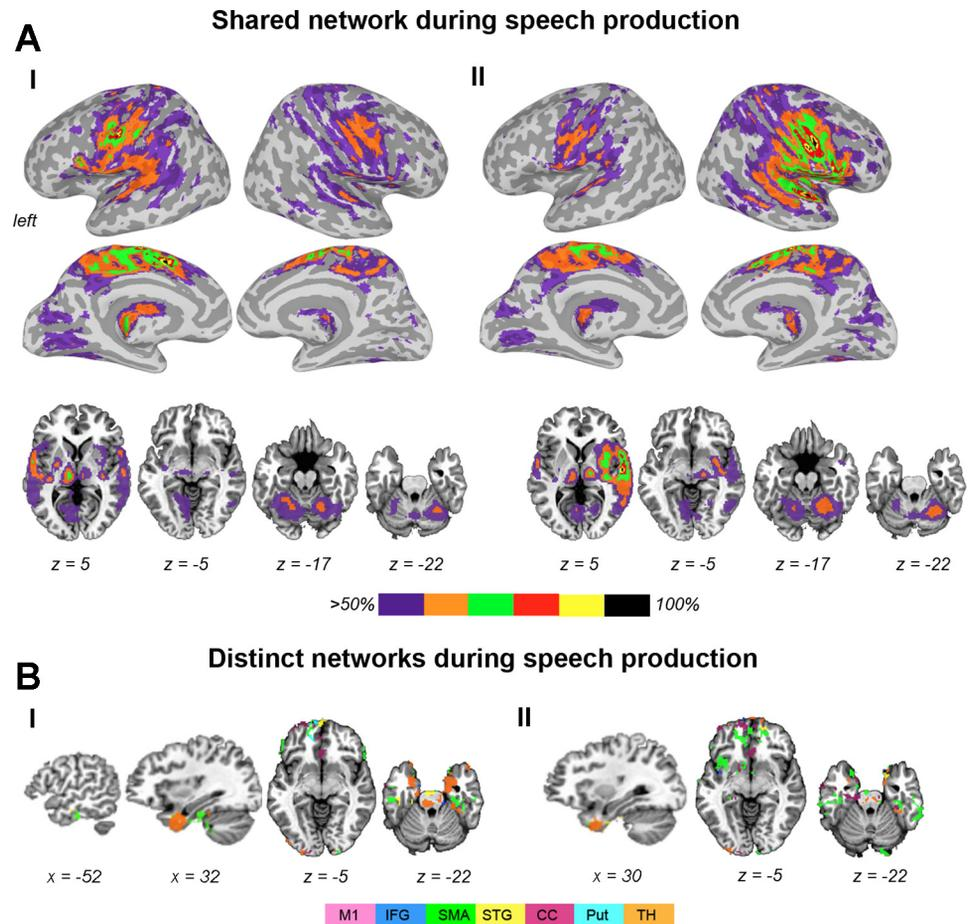 Shared network during speech production
A
I
II
left
z = 5
z = -5
z = -17
z = -22
z = 5
z = -5
z = -17
z = -22
>50%
100%
Distinct networks during speech production
B
I
II
x = -52
x = 32
z = -5
z = -22
x = 30
z = -5
z = -22
M1 IFG SMA STG CC Put TH